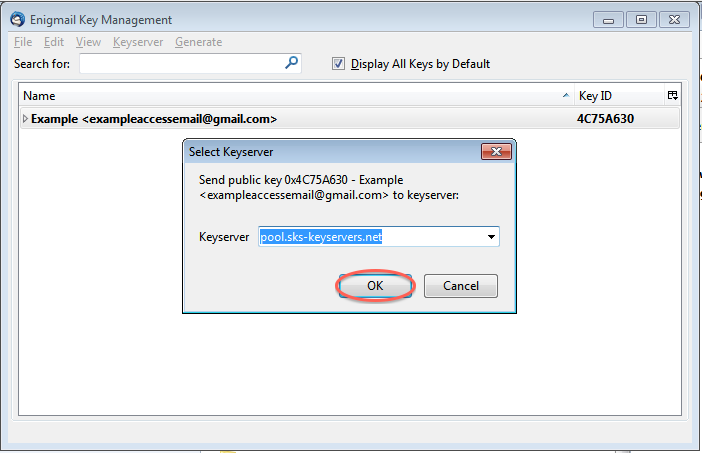 Enigmail Key Management
File Edit View Keyserver Generate
Search for: Display All Keys by Default
Name Key ID
Example <exampleaccessemail@gmail.com> 4C75A630
Select Keyserver
Send public key 0x4C75A630 - Example
<exampleaccessemail@gmail.com> to keyserver:
Keyserver pool.sks-keyservers.net
OK Cancel